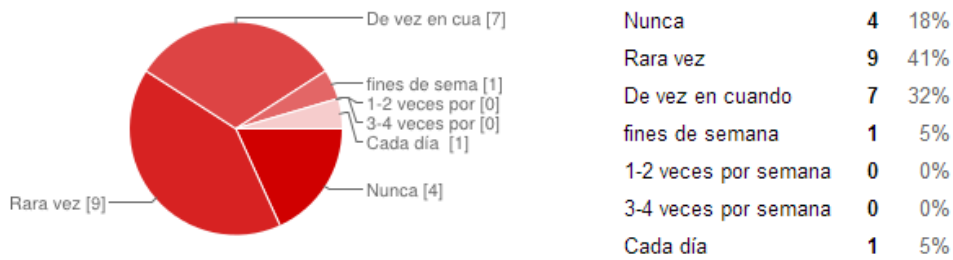 De vez en cua [7]
fines de sema [1]
1-2 veces por [0]
3-4 veces por [0]
Cada día [1]
Nunca [4]
Rara vez [9]
Nunca 4 18%
Rara vez 9 41%
De vez en cuando 7 32%
fines de semana 1 5%
1-2 veces por semana 0 0%
3-4 veces por semana 0 0%
Cada día 1 5%